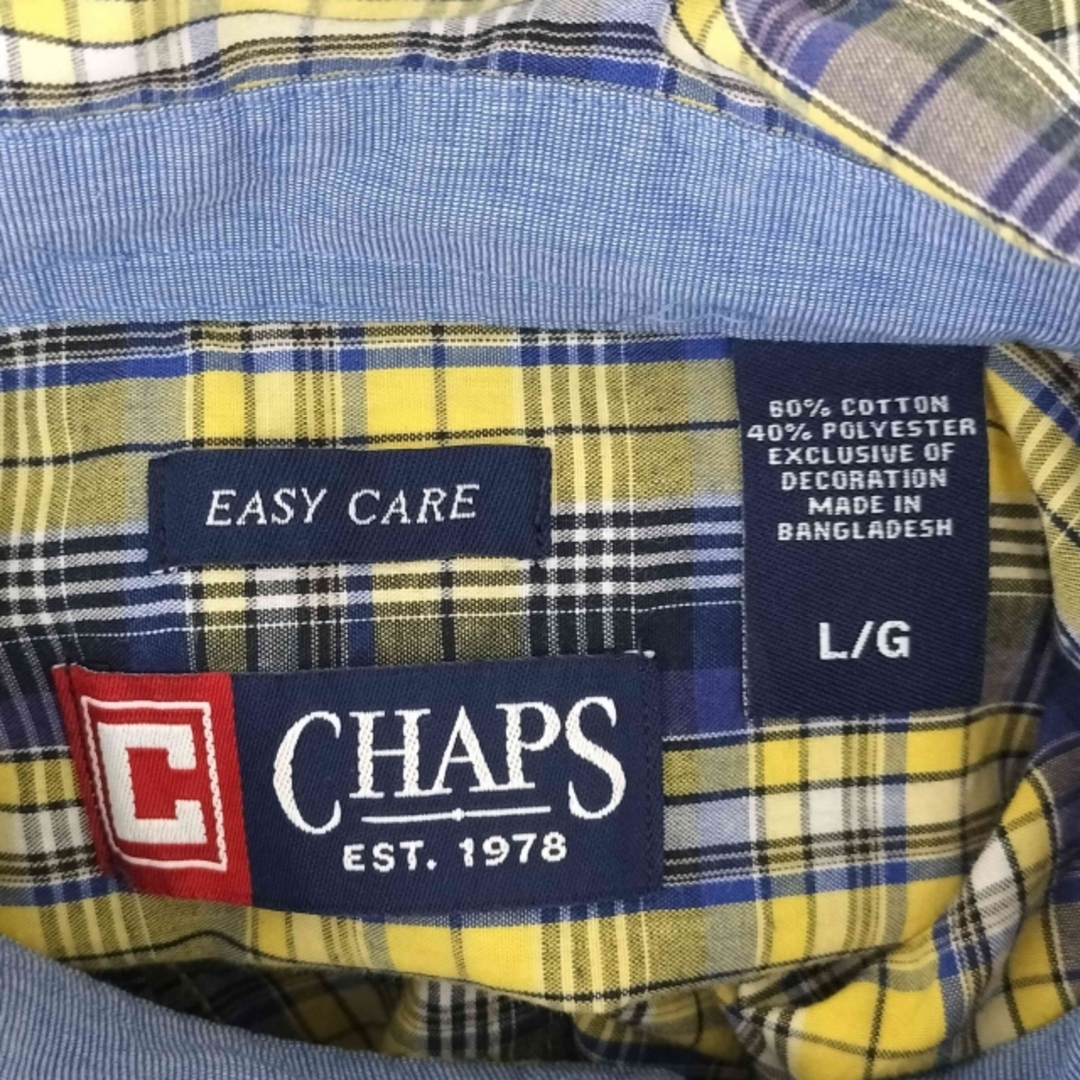 60% COTTON
40% POLYESTER
EXCLUSIVE OF
DECORATION
MADE IN
BANGLADESH
L/G
EASY CARE
C
CHAPS
EST. 1978